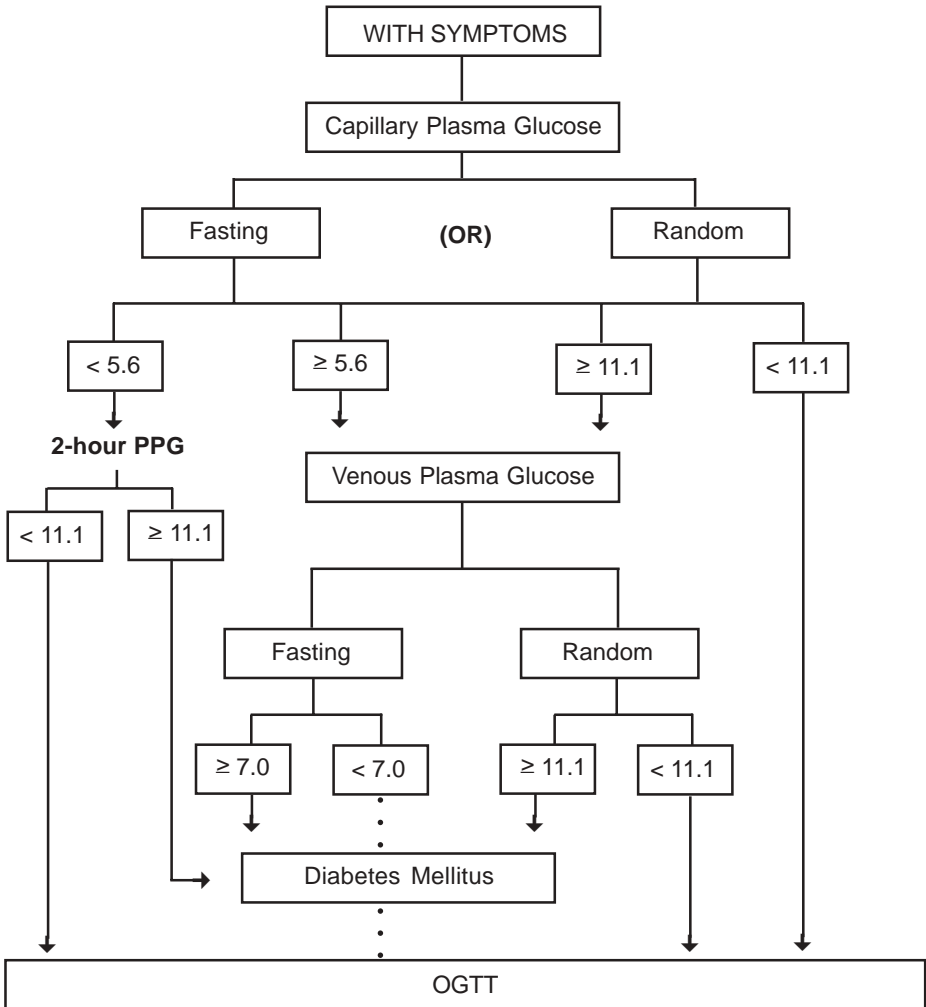 WITH SYMPTOMS
Capillary Plasma Glucose
Fasting
(OR)
Random
< 5.6
≥ 5.6
≥ 11.1
< 11.1
2-hour PPG
Venous Plasma Glucose
< 11.1
≥ 11.1
Fasting
Random
≥ 7.0
< 7.0
≥ 11.1
< 11.1
Diabetes Mellitus
OGTT